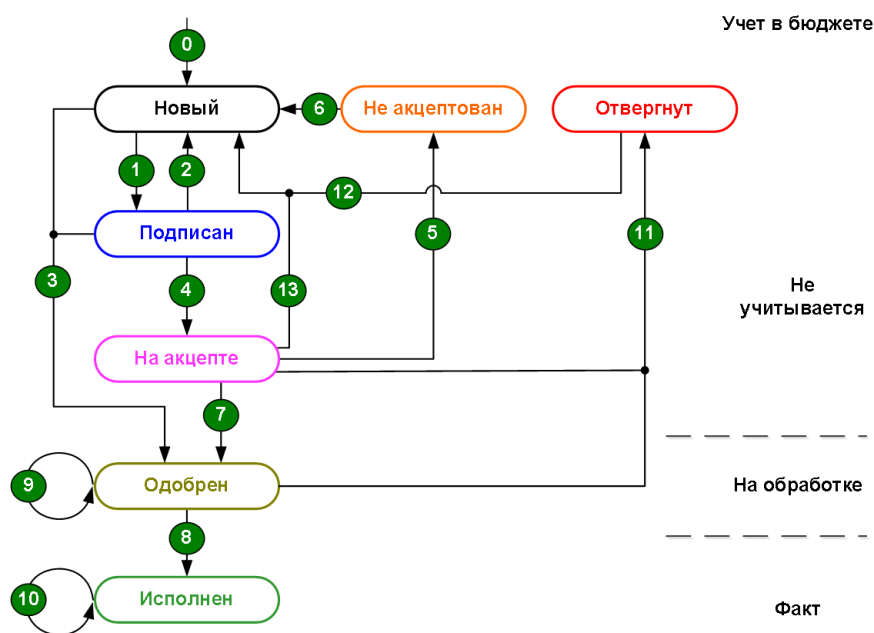 Учет в бюджете
0
Новый
6
Не акцептован
Отвергнут
1
2
12
Подписан
5
11
3
4
13
Не
учитывается
На акцепте
7
9
Одобрен
На обработке
8
10
Исполнен
Факт